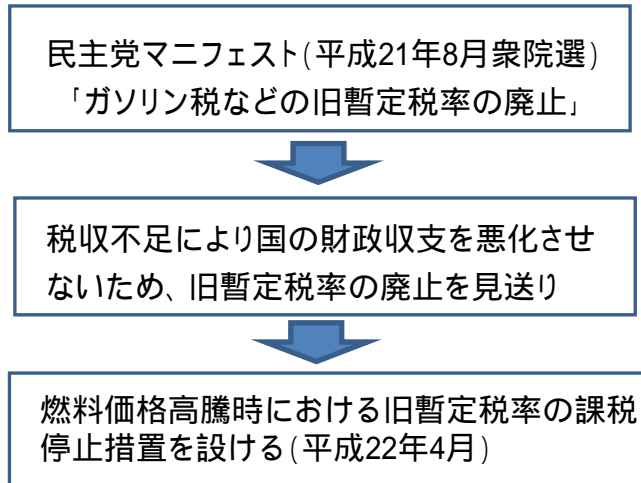 民主党マニフェスト(平成21年8月衆院選)
「ガソリン税などの旧暫定税率の廃止」
税収不足により国の財政収支を悪化させ
ないため、旧暫定税率の廃止を見送り
燃料価格高騰時における旧暫定税率の課税
停止措置を設ける(平成22年4月)